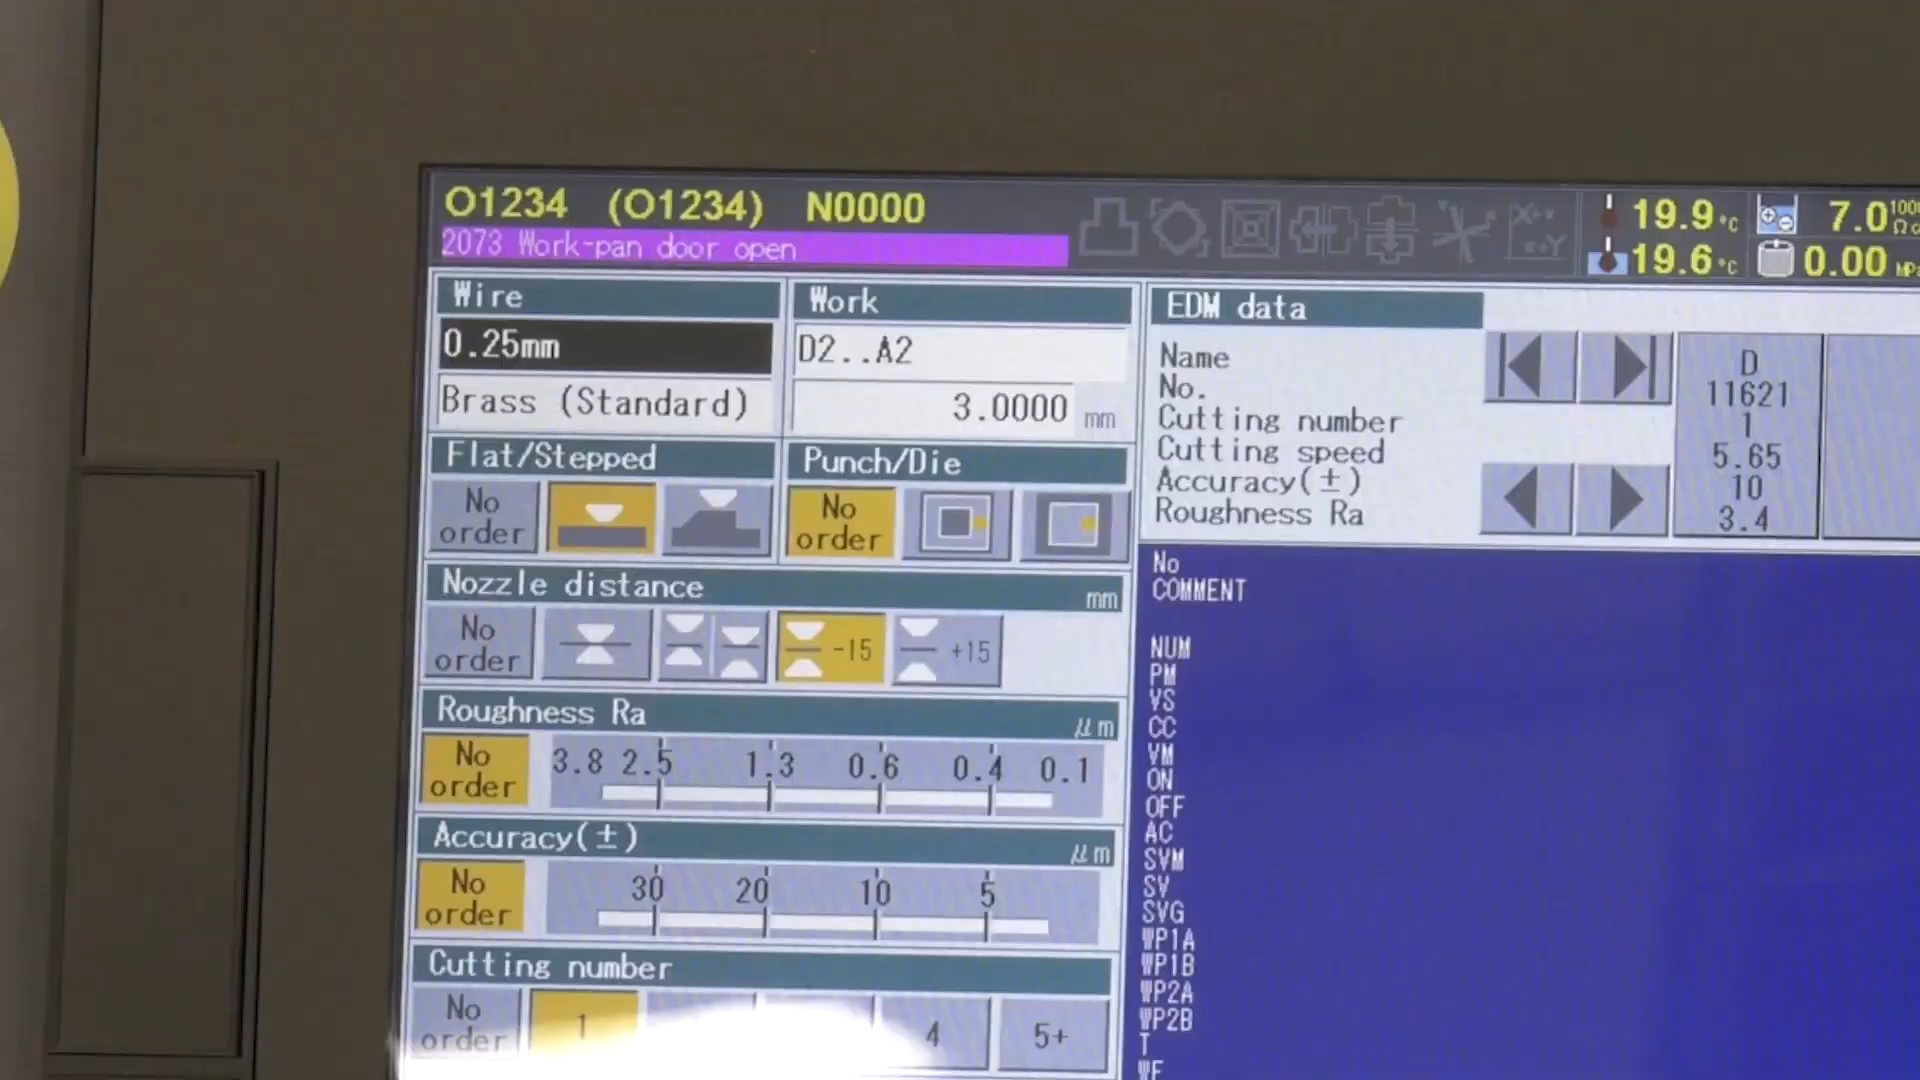 O1234 (O1234) N0000
2073 Work-pan door open
19.9 °C
19.6 °C
7.0
0.00 MPa
Wire
0.25mm
Brass (Standard)
Work
D2..A2
3.0000 mm
Flat/Stepped
No order
Punch/Die
No order
Nozzle distance mm
No order
-15
+15
Roughness Ra μm
No order
3.8 2.5 1.3 0.6 0.4 0.1
Accuracy(±) μm
No order
30 20 10 5
Cutting number
No order
1
4
5+
EDM data
Name D
No. 11621
Cutting number 1
Cutting speed 5.65
Accuracy(±) 10
Roughness Ra 3.4
No
COMMENT
NUM
PM
VS
CC
VM
ON
OFF
AC
SVM
SV
SVG
WP1A
WP1B
WP2A
WP2B
T